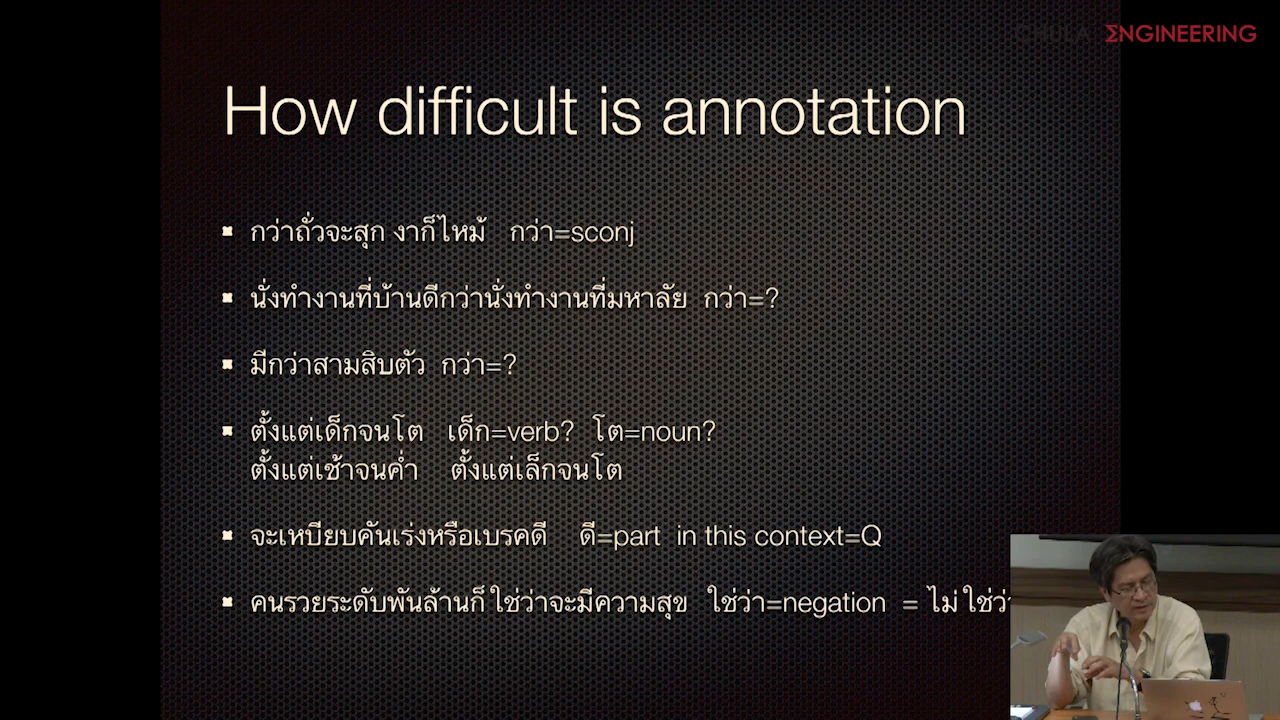 CHULA ΣNGINEERING
How difficult is annotation
กว่าถั่วจะสุก งาก็ไหม้ กว่า=sconj
นั่งทำงานที่บ้านดีกว่านั่งทำงานที่มหาลัย กว่า=?
มีกว่าสามสิบตัว กว่า=?
ตั้งแต่เด็กจนโต เด็ก=verb? โต=noun?
ตั้งแต่เช้าจนค่ำ ตั้งแต่เล็กจนโต
จะเหยียบคันเร่งหรือเบรคดี ดี=part in this context=Q
คนรวยระดับพันล้านก็ใช่ว่าจะมีความสุข ใช่ว่า=negation = ไม่ใช่ว่า